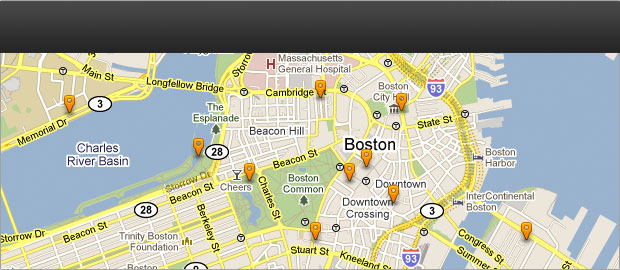 Massachusetts
General Hospital
H
Main St
Longfellow Bridge
Storrow
Cambridge St
3
The
Esplanade
Boston
City Hall
93
Memorial Dr
State St
Beacon Hill
Charles
River Basin
28
Boston
Boston
Harbor
Beacon St
Storrow Dr
Cheers
Boston
Common
Downtown
Charles St
Downtown
Crossing
InterContinental
Boston
Beacon St
28
3
Berkeley St
Storrow Dr
Beacon St
Trinity Boston
Foundation
Stuart St
Congress St
Summer
Kneeland St
93